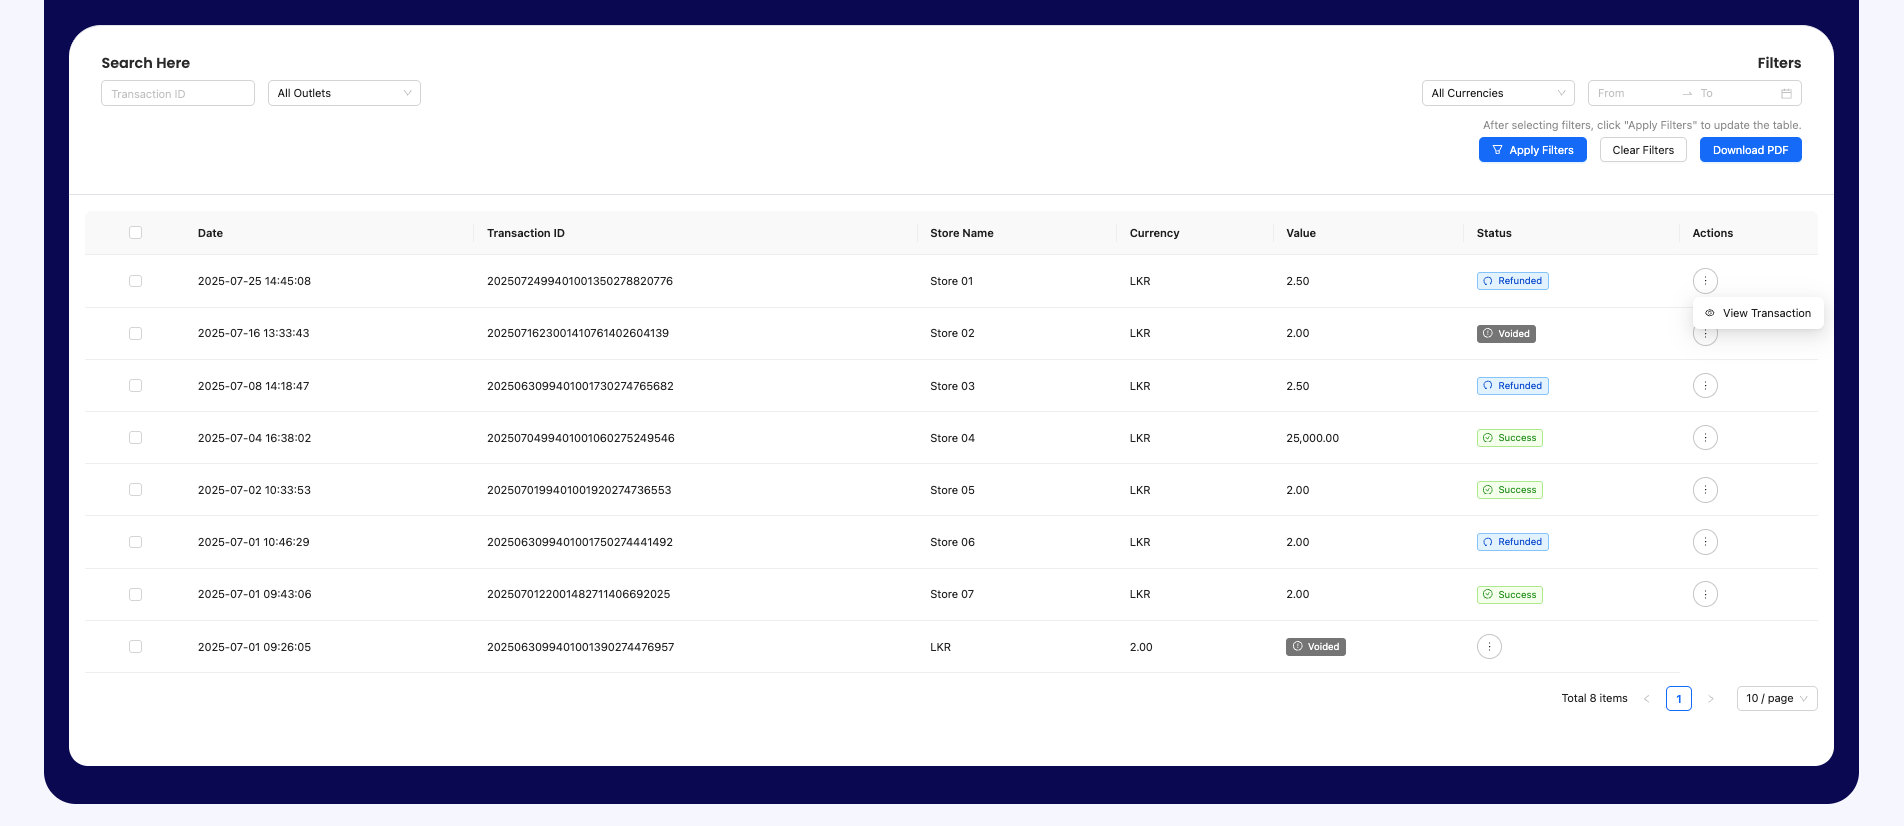 Search Here
Filters
Transaction ID
All Outlets
All Currencies
From
To
After selecting filters, click "Apply Filters" to update the table.
Apply Filters
Clear Filters
Download PDF
Date Transaction ID Store Name Currency Value Status Actions
2025-07-25 14:45:08 20250724994010013502788​20776 Store 01 LKR 2.50 Refunded
View Transaction
2025-07-16 13:33:43 2025071623001410761402604139 Store 02 LKR 2.00 Voided
2025-07-08 14:18:47 2025063099401001730274765682 Store 03 LKR 2.50 Refunded
2025-07-04 16:38:02 2025070499401001060275249546 Store 04 LKR 25,000.00 Success
2025-07-02 10:33:53 2025070199401001920274736553 Store 05 LKR 2.00 Success
2025-07-01 10:46:29 2025063099401001750274441492 Store 06 LKR 2.00 Refunded
2025-07-01 09:43:06 2025070122001482711406692025 Store 07 LKR 2.00 Success
2025-07-01 09:26:05 2025063099401001390274476957 LKR 2.00 Voided
Total 8 items < 1 > 10 / page